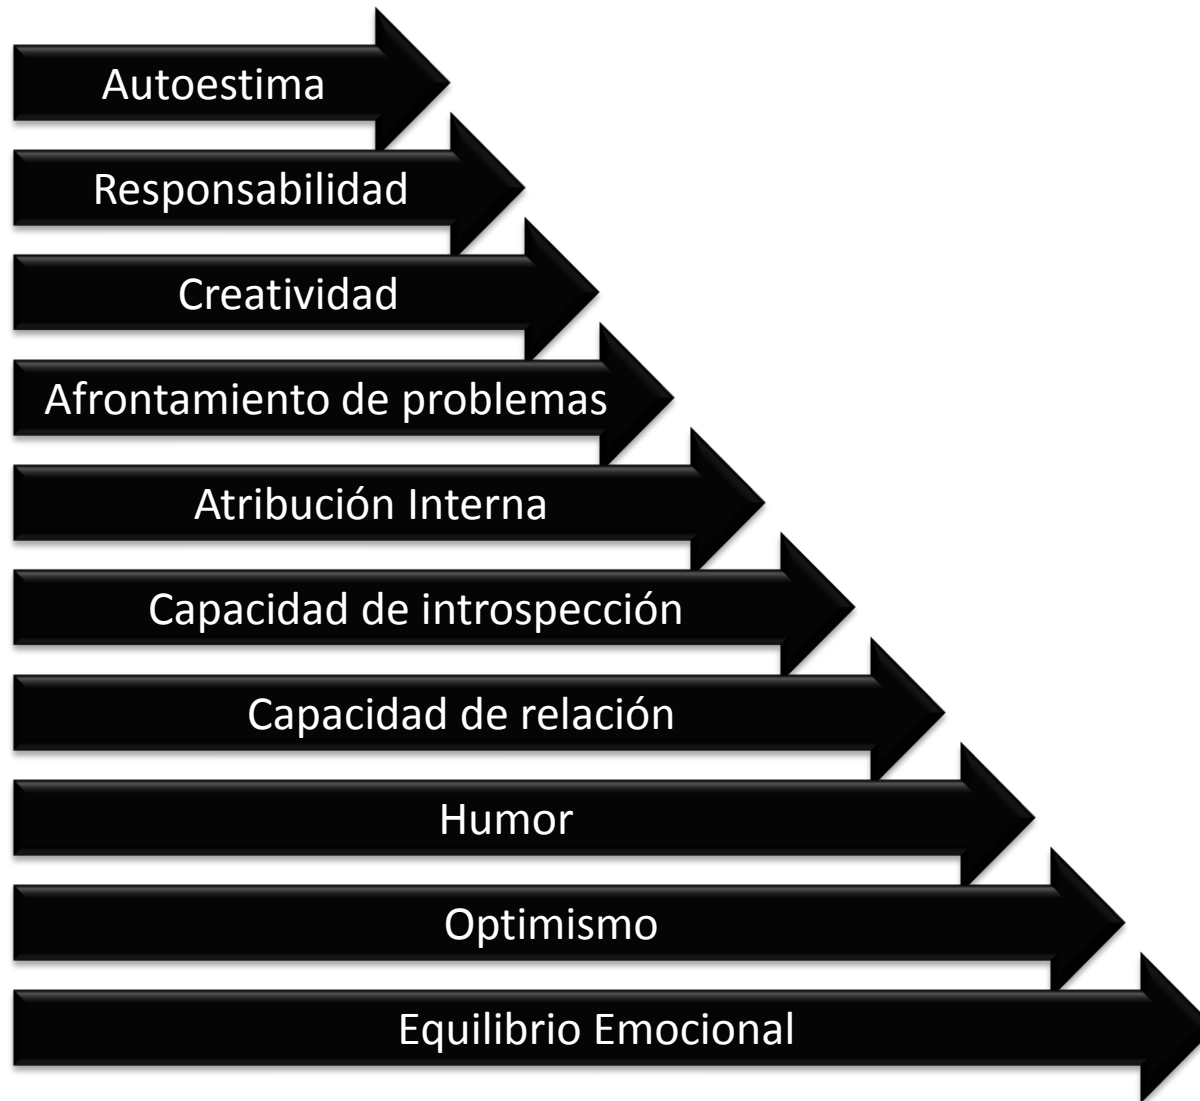 Autoestima
Responsabilidad
Creatividad
Afrontamiento de problemas
Atribución Interna
Capacidad de introspección
Capacidad de relación
Humor
Optimismo
Equilibrio Emocional